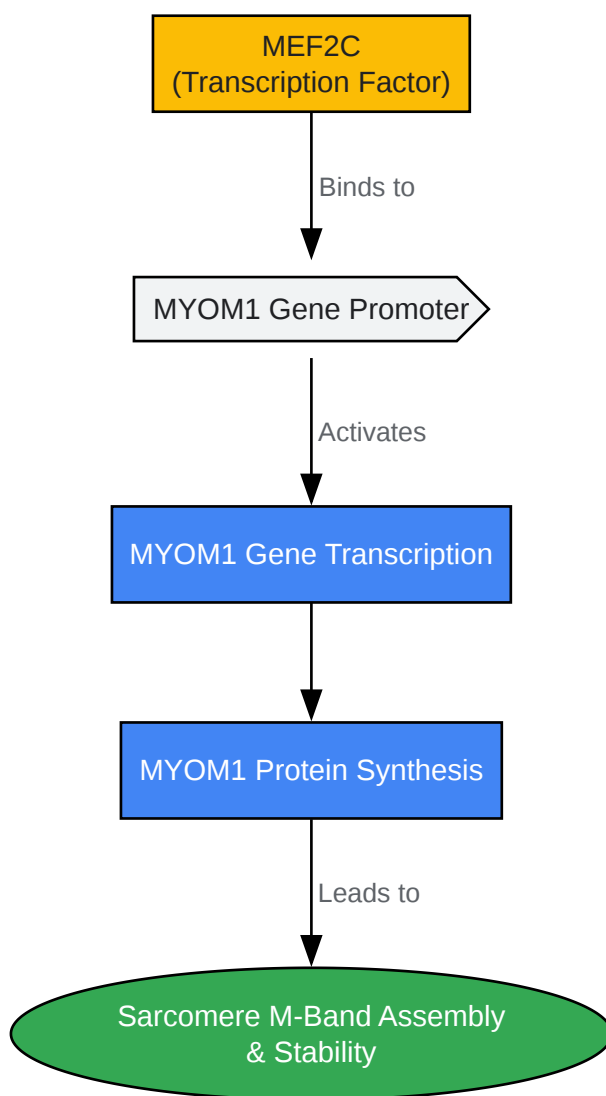 MEF2C
(Transcription Factor)
Binds to
MYOM1 Gene Promoter
Activates
MYOM1 Gene Transcription
MYOM1 Protein Synthesis
Leads to
Sarcomere M-Band Assembly
& Stability